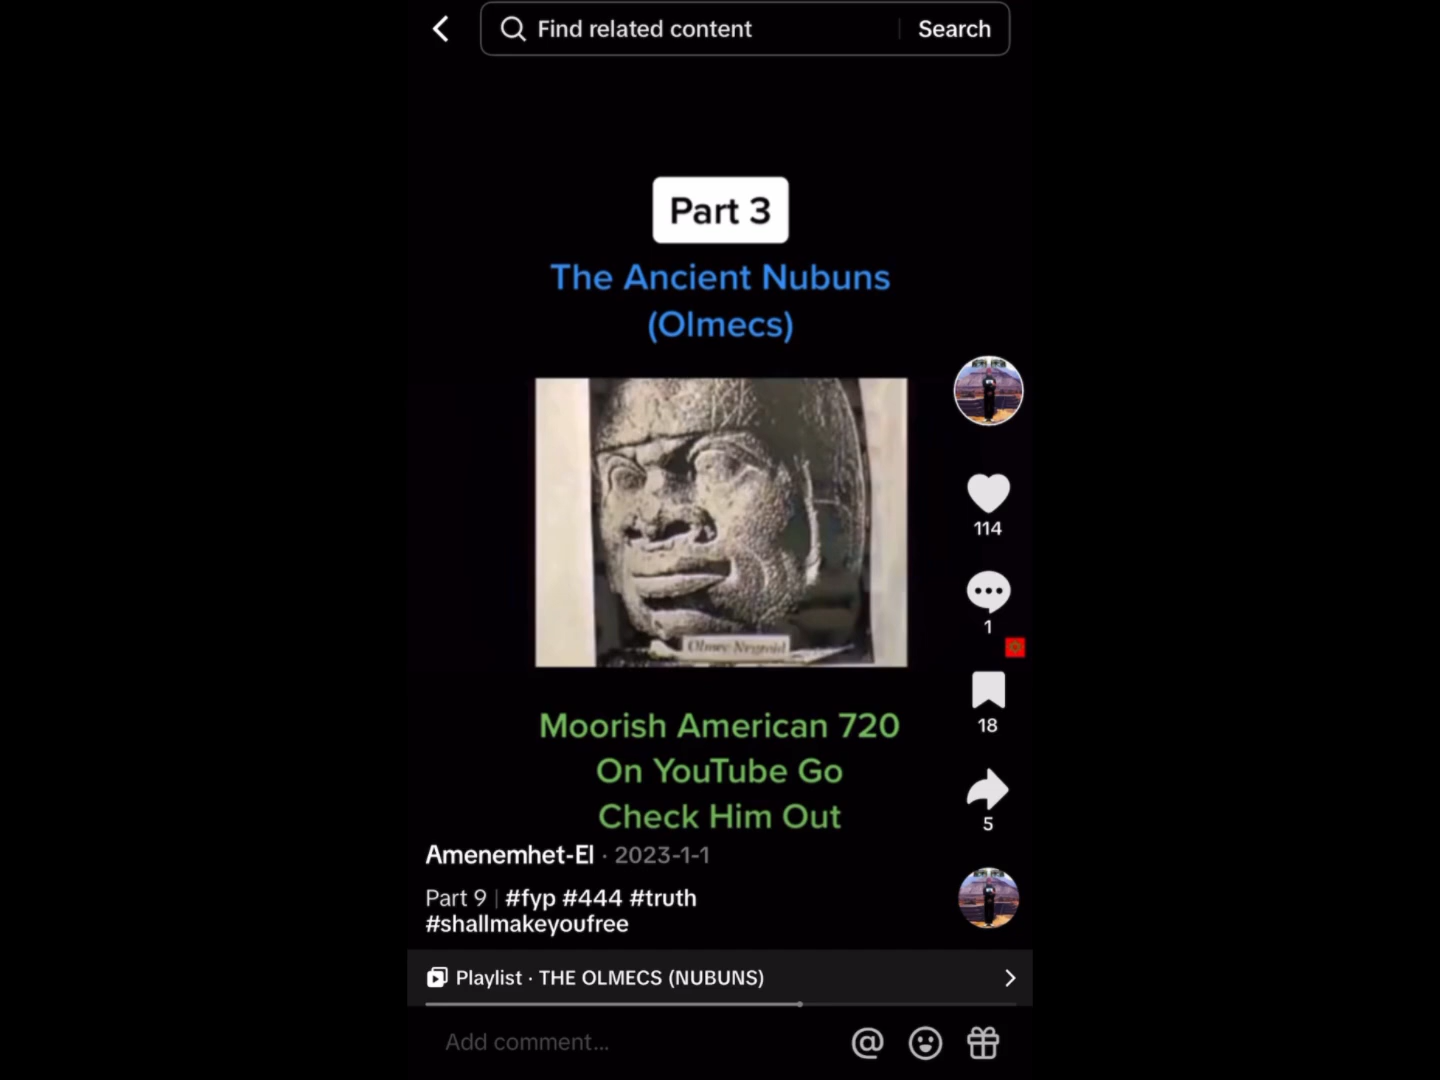 Find related content
Search
Part 3
The Ancient Nubuns
(Olmecs)
Olmec Negroid
114
1
18
5
Moorish American 720
On YouTube Go
Check Him Out
Amenemhet-El · 2023-1-1
Part 9 | #fyp #444 #truth
#shallmakeyoufree
Playlist · THE OLMECS (NUBUNS)
Add comment...
@